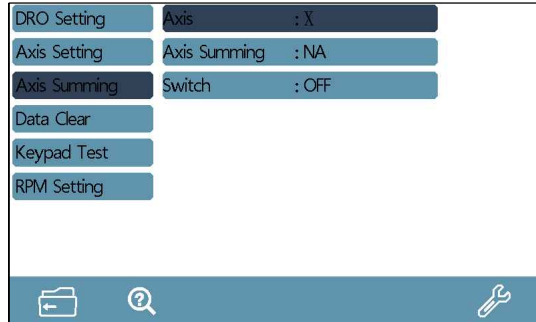 DRO Setting
Axis : X
Axis Setting
Axis Summing : NA
Axis Summing
Switch : OFF
Data Clear
Keypad Test
RPM Setting